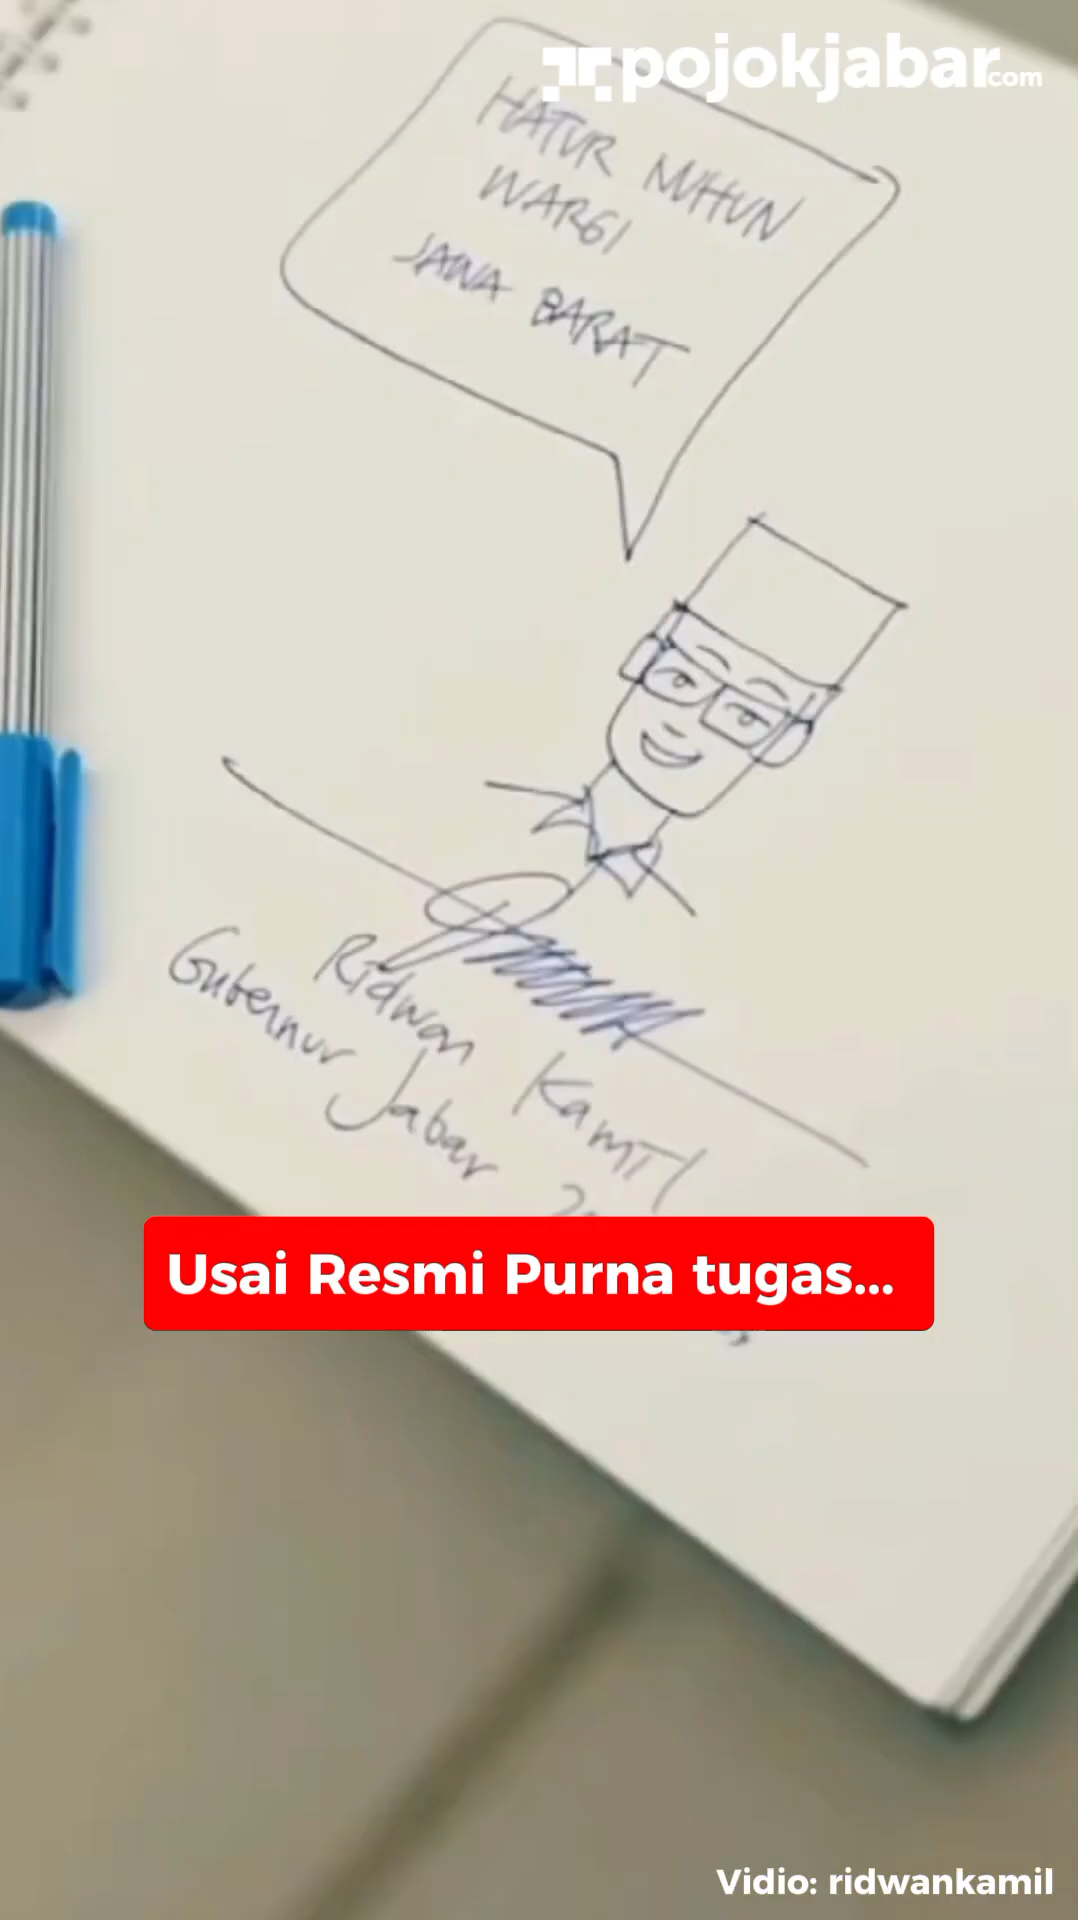 pojokjabar.com
HATUR NUHUN
WARGI
JAWA BARAT
Ridwan Kamil
Gubernur Jabar
Usai Resmi Purna tugas...
Vidio: ridwankamil